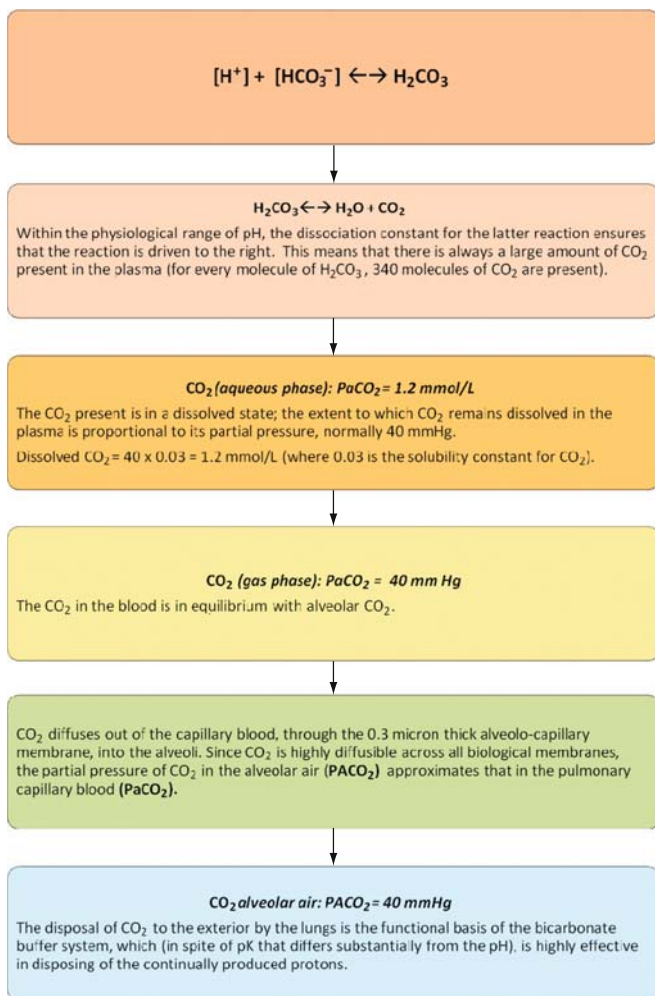 [H⁺] + [HCO₃⁻] ←→ H₂CO₃
H₂CO₃←→ H₂O + CO₂
Within the physiological range of pH, the dissociation constant for the latter reaction ensures
that the reaction is driven to the right. This means that there is always a large amount of CO₂
present in the plasma (for every molecule of H₂CO₃, 340 molecules of CO₂ are present).
CO₂ (aqueous phase): PaCO₂ = 1.2 mmol/L
The CO₂ present is in a dissolved state; the extent to which CO₂ remains dissolved in the
plasma is proportional to its partial pressure, normally 40 mmHg.
Dissolved CO₂ = 40 x 0.03 = 1.2 mmol/L (where 0.03 is the solubility constant for CO₂).
CO₂ (gas phase): PaCO₂ = 40 mm Hg
The CO₂ in the blood is in equilibrium with alveolar CO₂.
CO₂ diffuses out of the capillary blood, through the 0.3 micron thick alveolo-capillary
membrane, into the alveoli. Since CO₂ is highly diffusible across all biological membranes,
the partial pressure of CO₂ in the alveolar air (PACO₂) approximates that in the pulmonary
capillary blood (PaCO₂).
CO₂ alveolar air: PACO₂ = 40 mmHg
The disposal of CO₂ to the exterior by the lungs is the functional basis of the bicarbonate
buffer system, which (in spite of pK that differs substantially from the pH), is highly effective
in disposing of the continually produced protons.